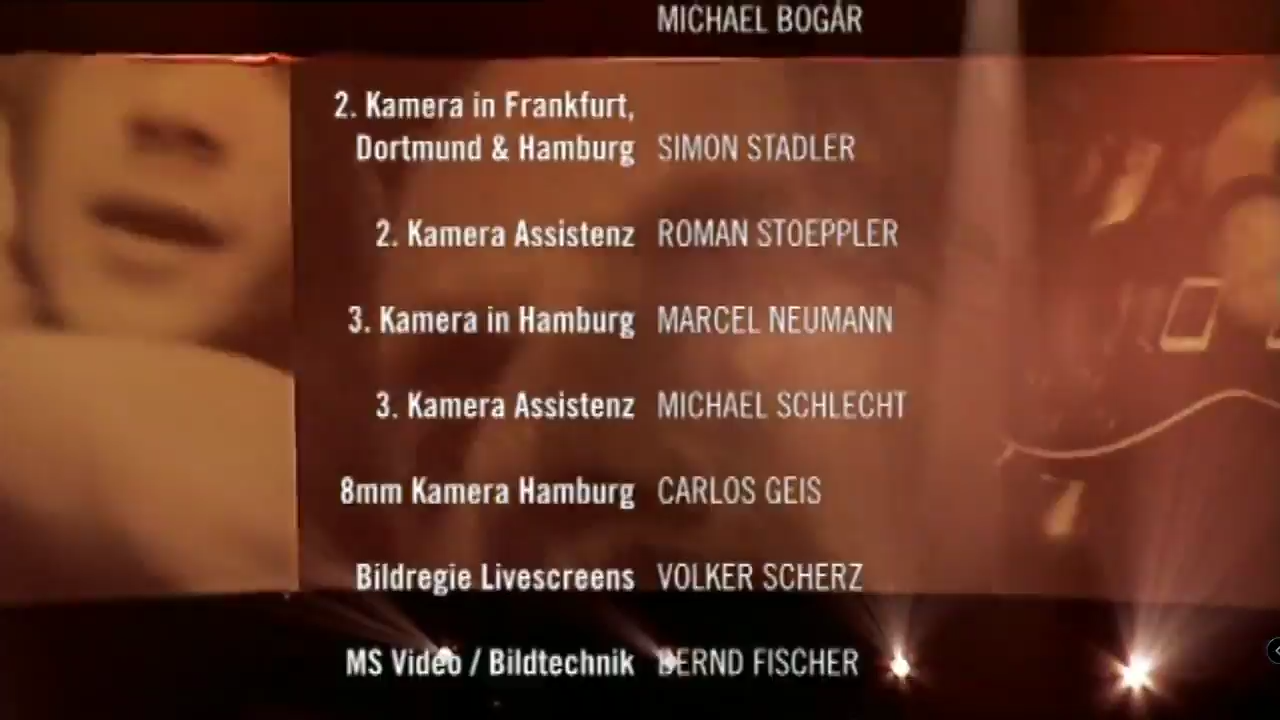 MICHAEL BOGÁR
2. Kamera in Frankfurt,
Dortmund & Hamburg SIMON STADLER
2. Kamera Assistenz ROMAN STOEPPLER
3. Kamera in Hamburg MARCEL NEUMANN
3. Kamera Assistenz MICHAEL SCHLECHT
8mm Kamera Hamburg CARLOS GEIS
Bildregie Livescreens VOLKER SCHERZ
MS Video / Bildtechnik BERND FISCHER